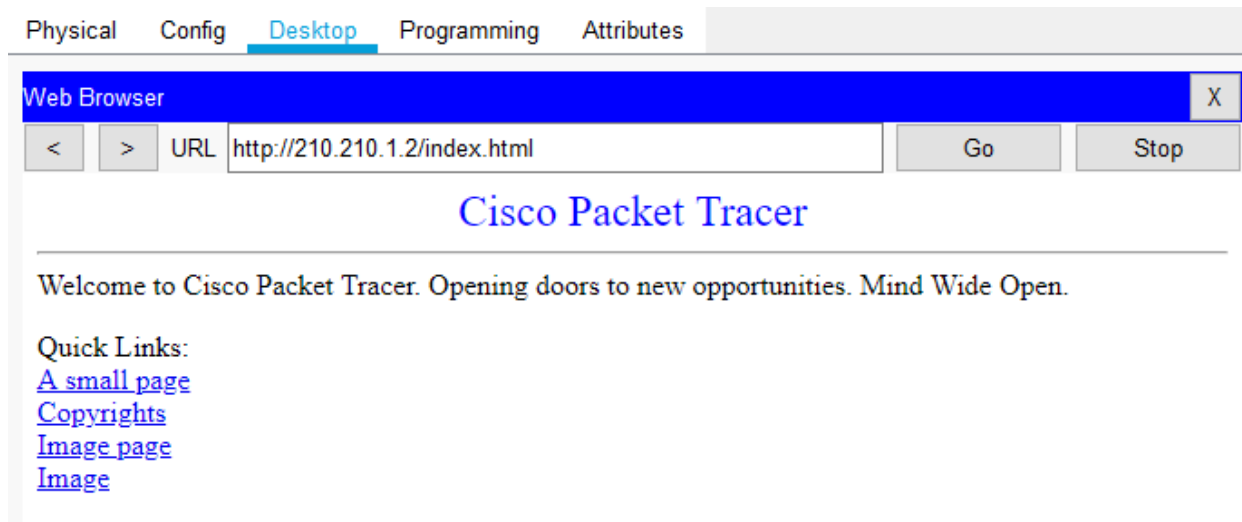 Physical Config Desktop Programming Attributes
Web Browser X
< > URL http://210.210.1.2/index.html Go Stop
Cisco Packet Tracer
Welcome to Cisco Packet Tracer. Opening doors to new opportunities. Mind Wide Open.
Quick Links:
A small page
Copyrights
Image page
Image